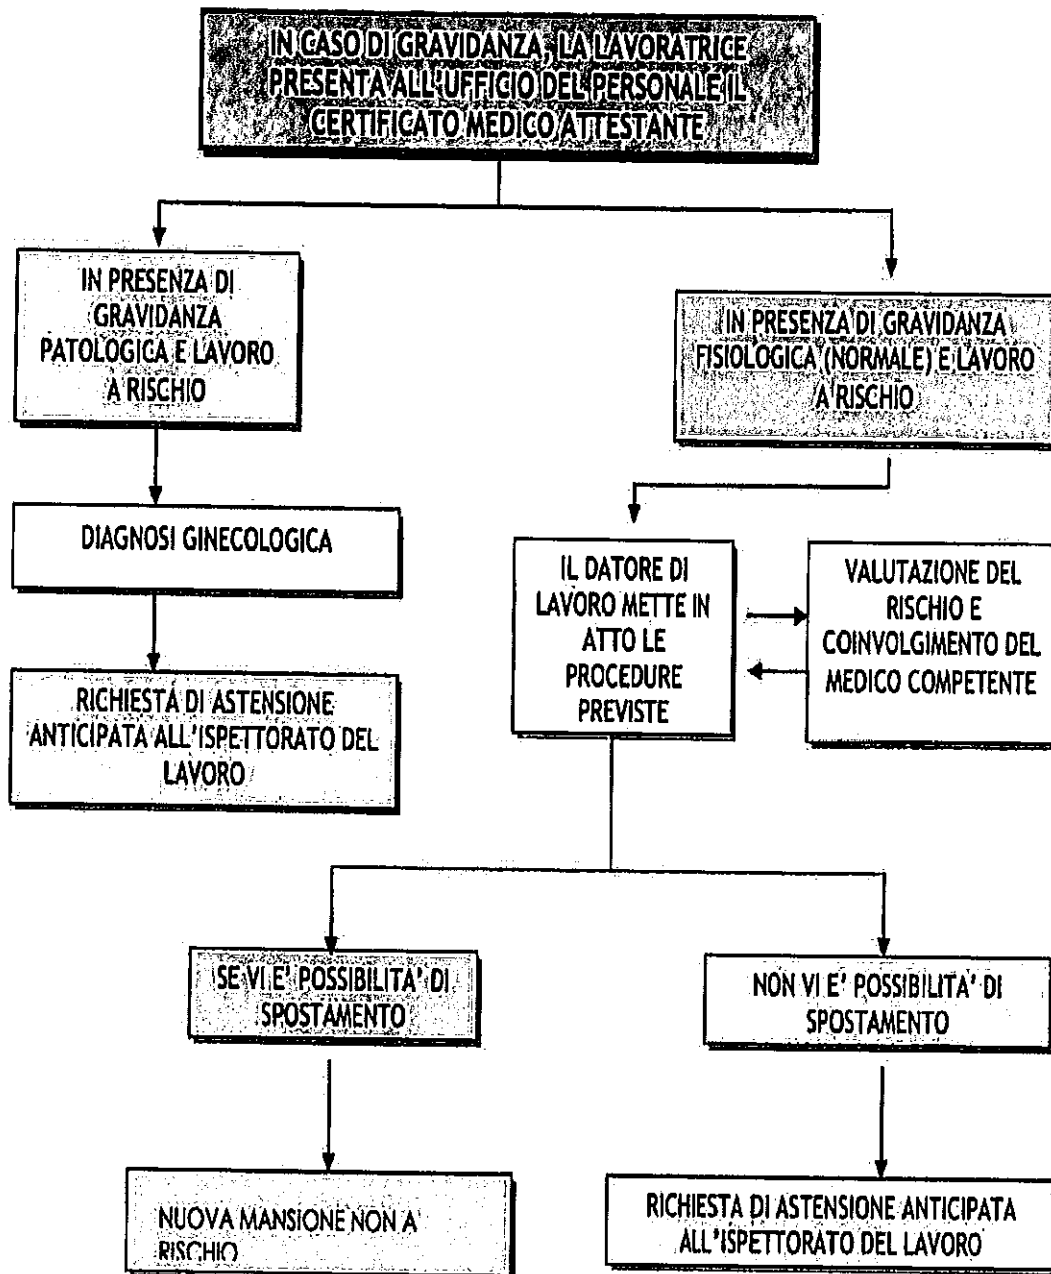 IN CASO DI GRAVIDANZA, LA LAVORATRICE
PRESENTA ALL'UFFICIO DEL PERSONALE IL
CERTIFICATO MEDICO ATTESTANTE
IN PRESENZA DI
GRAVIDANZA
PATOLOGICA E LAVORO
A RISCHIO
IN PRESENZA DI GRAVIDANZA
FISIOLOGICA (NORMALE) E LAVORO
A RISCHIO
DIAGNOSI GINECOLOGICA
RICHIESTA DI ASTENSIONE
ANTICIPATA ALL'ISPETTORATO DEL
LAVORO
IL DATORE DI
LAVORO METTE IN
ATTO LE
PROCEDURE
PREVISTE
VALUTAZIONE DEL
RISCHIO E
COINVOLGIMENTO DEL
MEDICO COMPETENTE
SE VI E' POSSIBILITA' DI
SPOSTAMENTO
NON VI E' POSSIBILITA' DI
SPOSTAMENTO
NUOVA MANSIONE NON A
RISCHIO
RICHIESTA DI ASTENSIONE ANTICIPATA
ALL'ISPETTORATO DEL LAVORO